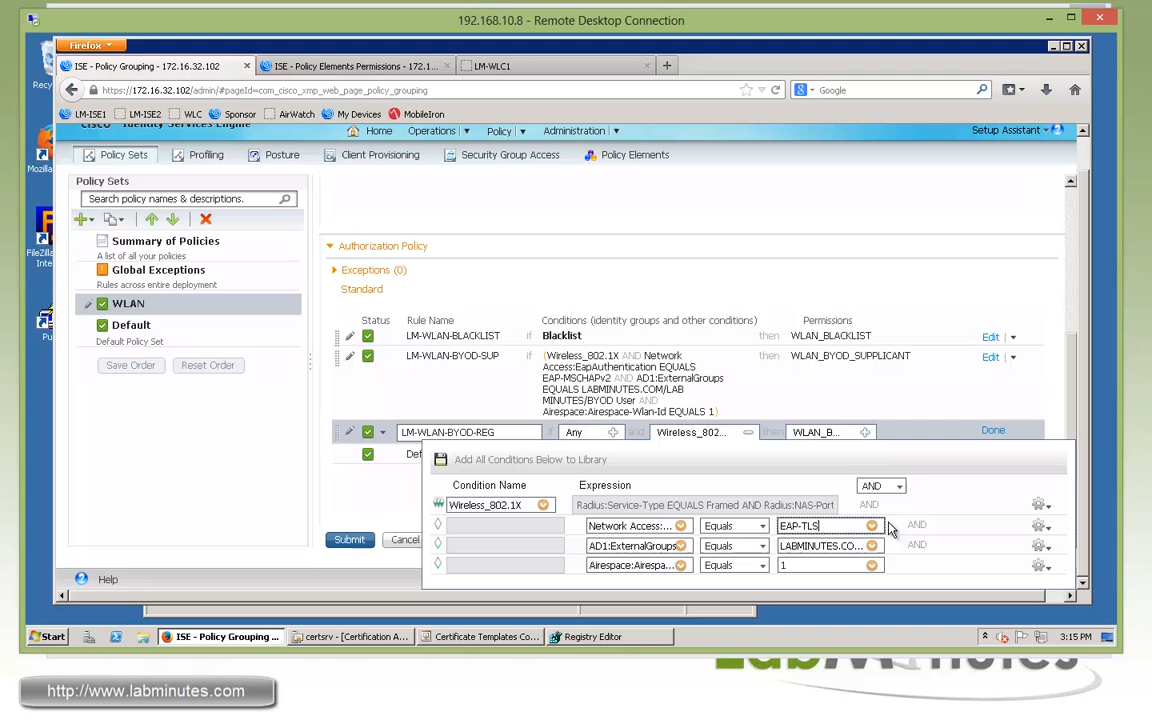 192.168.10.8 - Remote Desktop Connection
Firefox
ISE - Policy Grouping - 172.16.32.102
ISE - Policy Elements Permissions - 172.1...
LM-WLC1
https://172.16.32.102/admin/#pageId=com_cisco_xmp_web_page_policy_grouping
Google
LM-ISE1 LM-ISE2 WLC Sponsor AirWatch My Devices MobileIron
Home Operations Policy Administration Setup Assistant
Policy Sets Profiling Posture Client Provisioning Security Group Access Policy Elements
Policy Sets
Search policy names & descriptions.
Summary of Policies
A list of all your policies
Global Exceptions
Rules across entire deployment
WLAN
Default
Default Policy Set
Save Order Reset Order
Authorization Policy
Exceptions (0)
Standard
Status Rule Name Conditions (identity groups and other conditions) Permissions
LM-WLAN-BLACKLIST if Blacklist then WLAN_BLACKLIST Edit
LM-WLAN-BYOD-SUP if (Wireless_802.1X AND Network then WLAN_BYOD_SUPPLICANT Edit
Access:EapAuthentication EQUALS
EAP-MSCHAPv2 AND AD1:ExternalGroups
EQUALS LABMINUTES.COM/LAB
MINUTES/BYOD User AND
Airespace:Airespace-Wlan-Id EQUALS 1)
LM-WLAN-BYOD-REG if Any and Wireless_802... then WLAN_B... Done
Add All Conditions Below to Library
Condition Name Expression AND
Wireless_802.1X Radius:Service-Type EQUALS Framed AND Radius:NAS-Port AND
Network Access:... Equals EAP-TLS AND
AD1:ExternalGroups Equals LABMINUTES.CO... AND
Airespace:Airespa... Equals 1
Submit Cancel
Help
Start ISE - Policy Grouping ... certsrv - [Certification A... Certificate Templates Co... Registry Editor 3:15 PM
http://www.labminutes.com